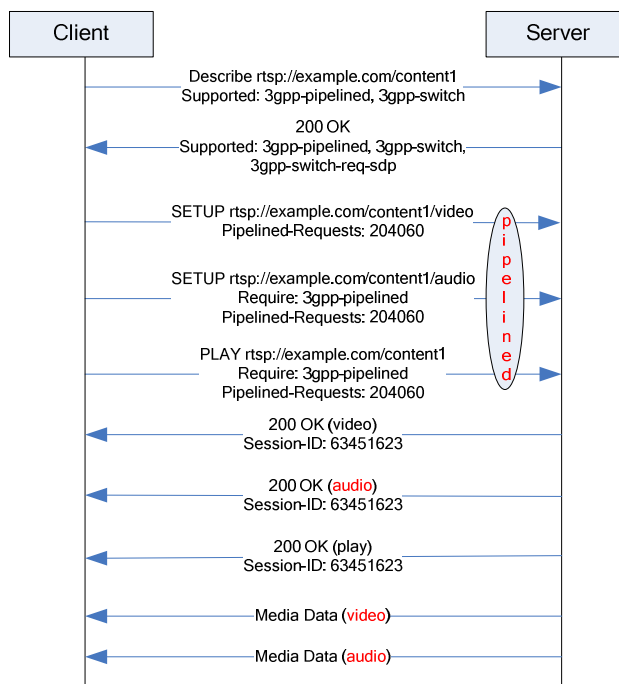 Client
Server
Describe rtsp://example.com/content1
Supported: 3gpp-pipelined, 3gpp-switch
200 OK
Supported: 3gpp-pipelined, 3gpp-switch,
3gpp-switch-req-sdp
SETUP rtsp://example.com/content1/video
Pipelined-Requests: 204060
SETUP rtsp://example.com/content1/audio
Require: 3gpp-pipelined
Pipelined-Requests: 204060
PLAY rtsp://example.com/content1
Require: 3gpp-pipelined
Pipelined-Requests: 204060
pipelined
200 OK (video)
Session-ID: 63451623
200 OK (audio)
Session-ID: 63451623
200 OK (play)
Session-ID: 63451623
Media Data (video)
Media Data (audio)